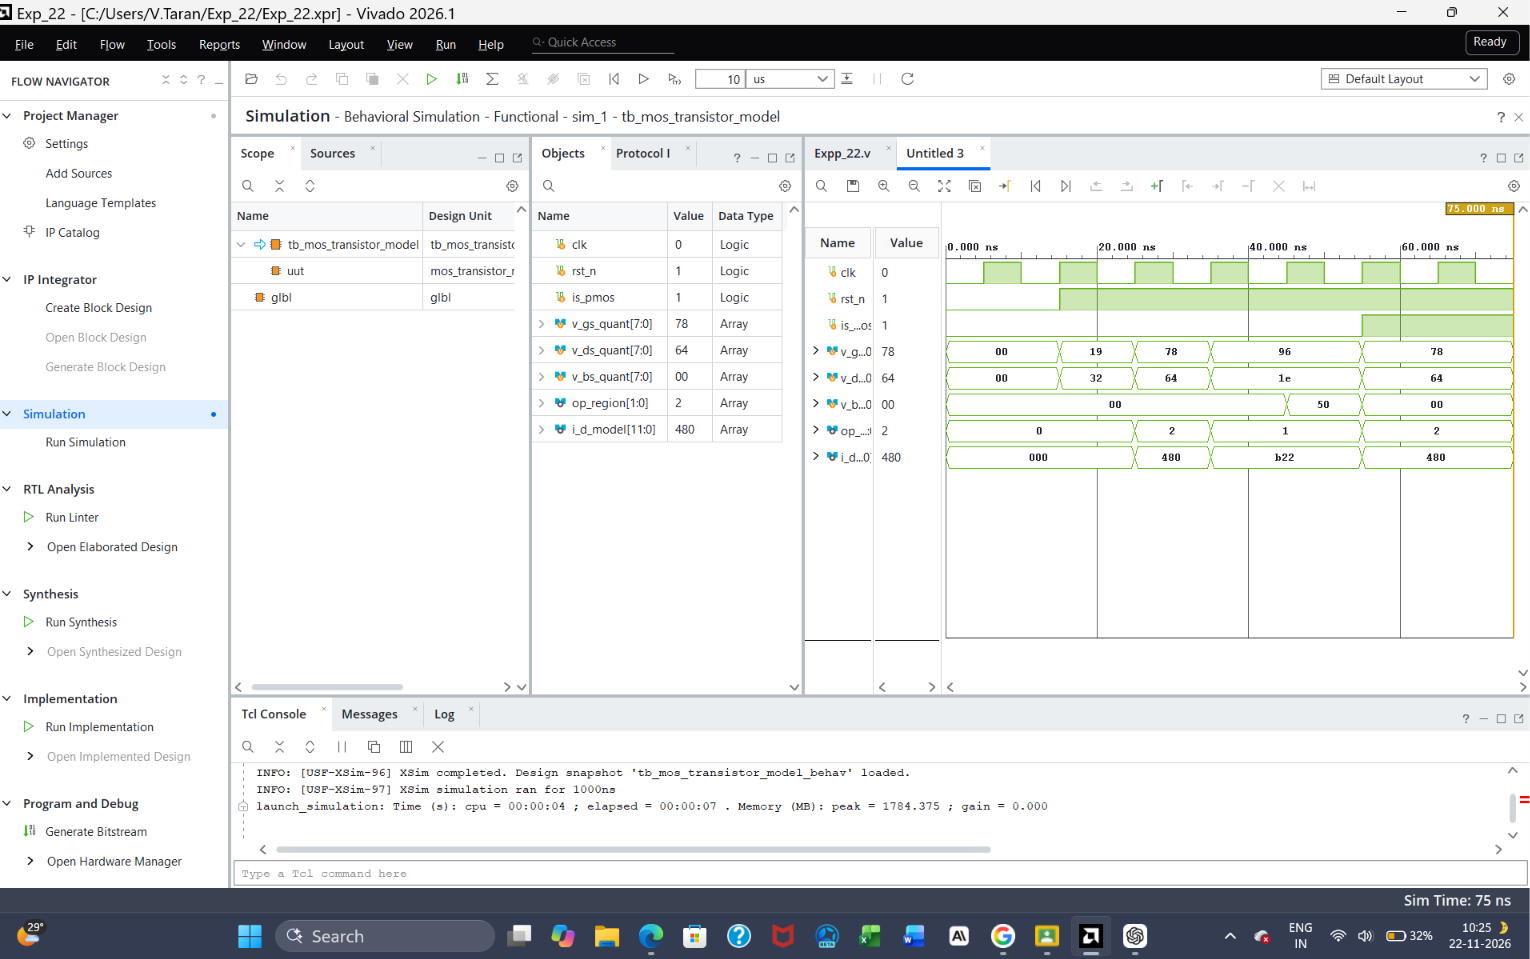 Exp_22 - [C:/Users/V.Taran/Exp_22/Exp_22.xpr] - Vivado 2026.1
File Edit Flow Tools Reports Window Layout View Run Help Quick Access Ready
FLOW NAVIGATOR
? _
10 us Default Layout
Project Manager
Settings
Add Sources
Language Templates
IP Catalog
IP Integrator
Create Block Design
Open Block Design
Generate Block Design
Simulation
Run Simulation
RTL Analysis
Run Linter
Open Elaborated Design
Synthesis
Run Synthesis
Open Synthesized Design
Implementation
Run Implementation
Open Implemented Design
Program and Debug
Generate Bitstream
Open Hardware Manager
Simulation - Behavioral Simulation - Functional - sim_1 - tb_mos_transistor_model
Scope Sources
Name Design Unit
tb_mos_transistor_model tb_mos_transistc
uut mos_transistor_r
glbl glbl
Objects Protocol I
Name Value Data Type
clk 0 Logic
rst_n 1 Logic
is_pmos 1 Logic
v_gs_quant[7:0] 78 Array
v_ds_quant[7:0] 64 Array
v_bs_quant[7:0] 00 Array
op_region[1:0] 2 Array
i_d_model[11:0] 480 Array
Expp_22.v Untitled 3
75.000 ns
Name Value 0.000 ns 20.000 ns 40.000 ns 60.000 ns
clk 0
rst_n 1
is_...os 1
v_g...0 78 00 19 78 96 78
v_d...0 64 00 32 64 1e 64
v_b...0 00 00 50 00
op_...: 2 0 2 1 2
i_d...0] 480 000 480 b22 480
Tcl Console Messages Log
INFO: [USF-XSim-96] XSim completed. Design snapshot 'tb_mos_transistor_model_behav' loaded.
INFO: [USF-XSim-97] XSim simulation ran for 1000ns
launch_simulation: Time (s): cpu = 00:00:04 ; elapsed = 00:00:07 . Memory (MB): peak = 1784.375 ; gain = 0.000
Type a Tcl command here
Sim Time: 75 ns
29°
Search
ENG
IN
32%
10:25
22-11-2026